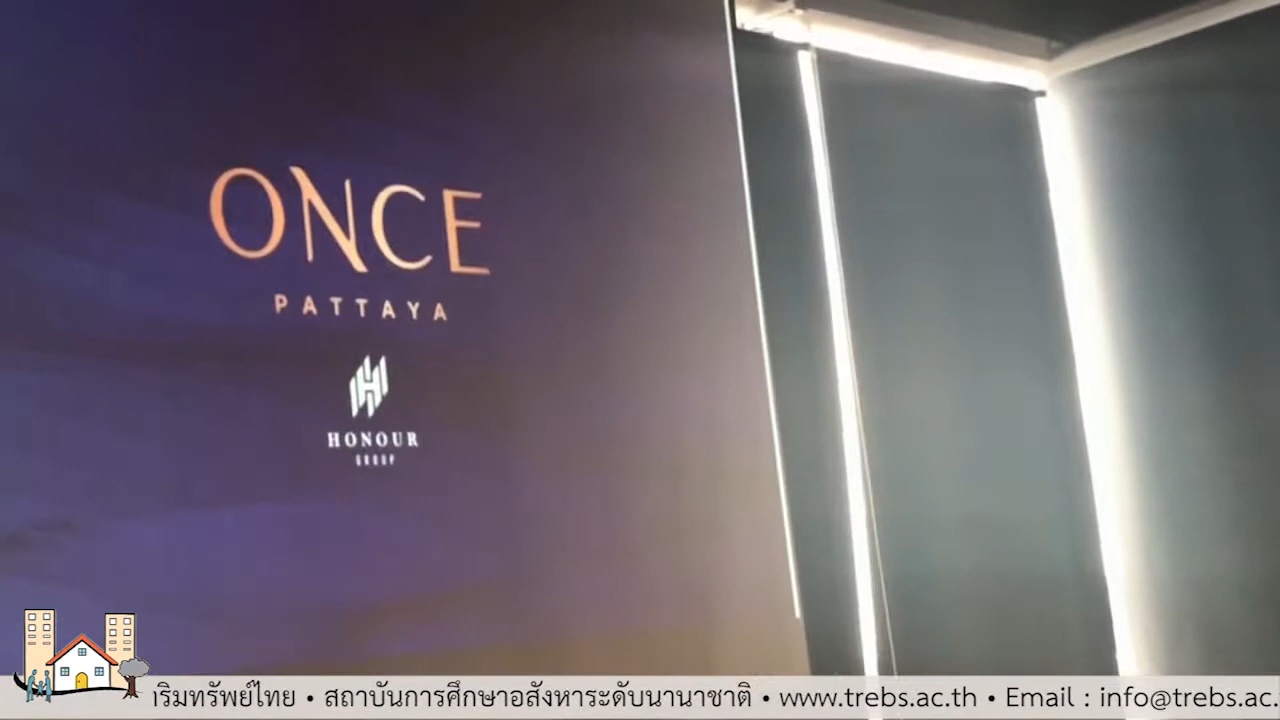 ONCE
PATTAYA
HONOUR
GROUP
เริมทรัพย์ไทย • สถาบันการศึกษาอสังหาระดับนานาชาติ • www.trebs.ac.th • Email : info@trebs.ac.